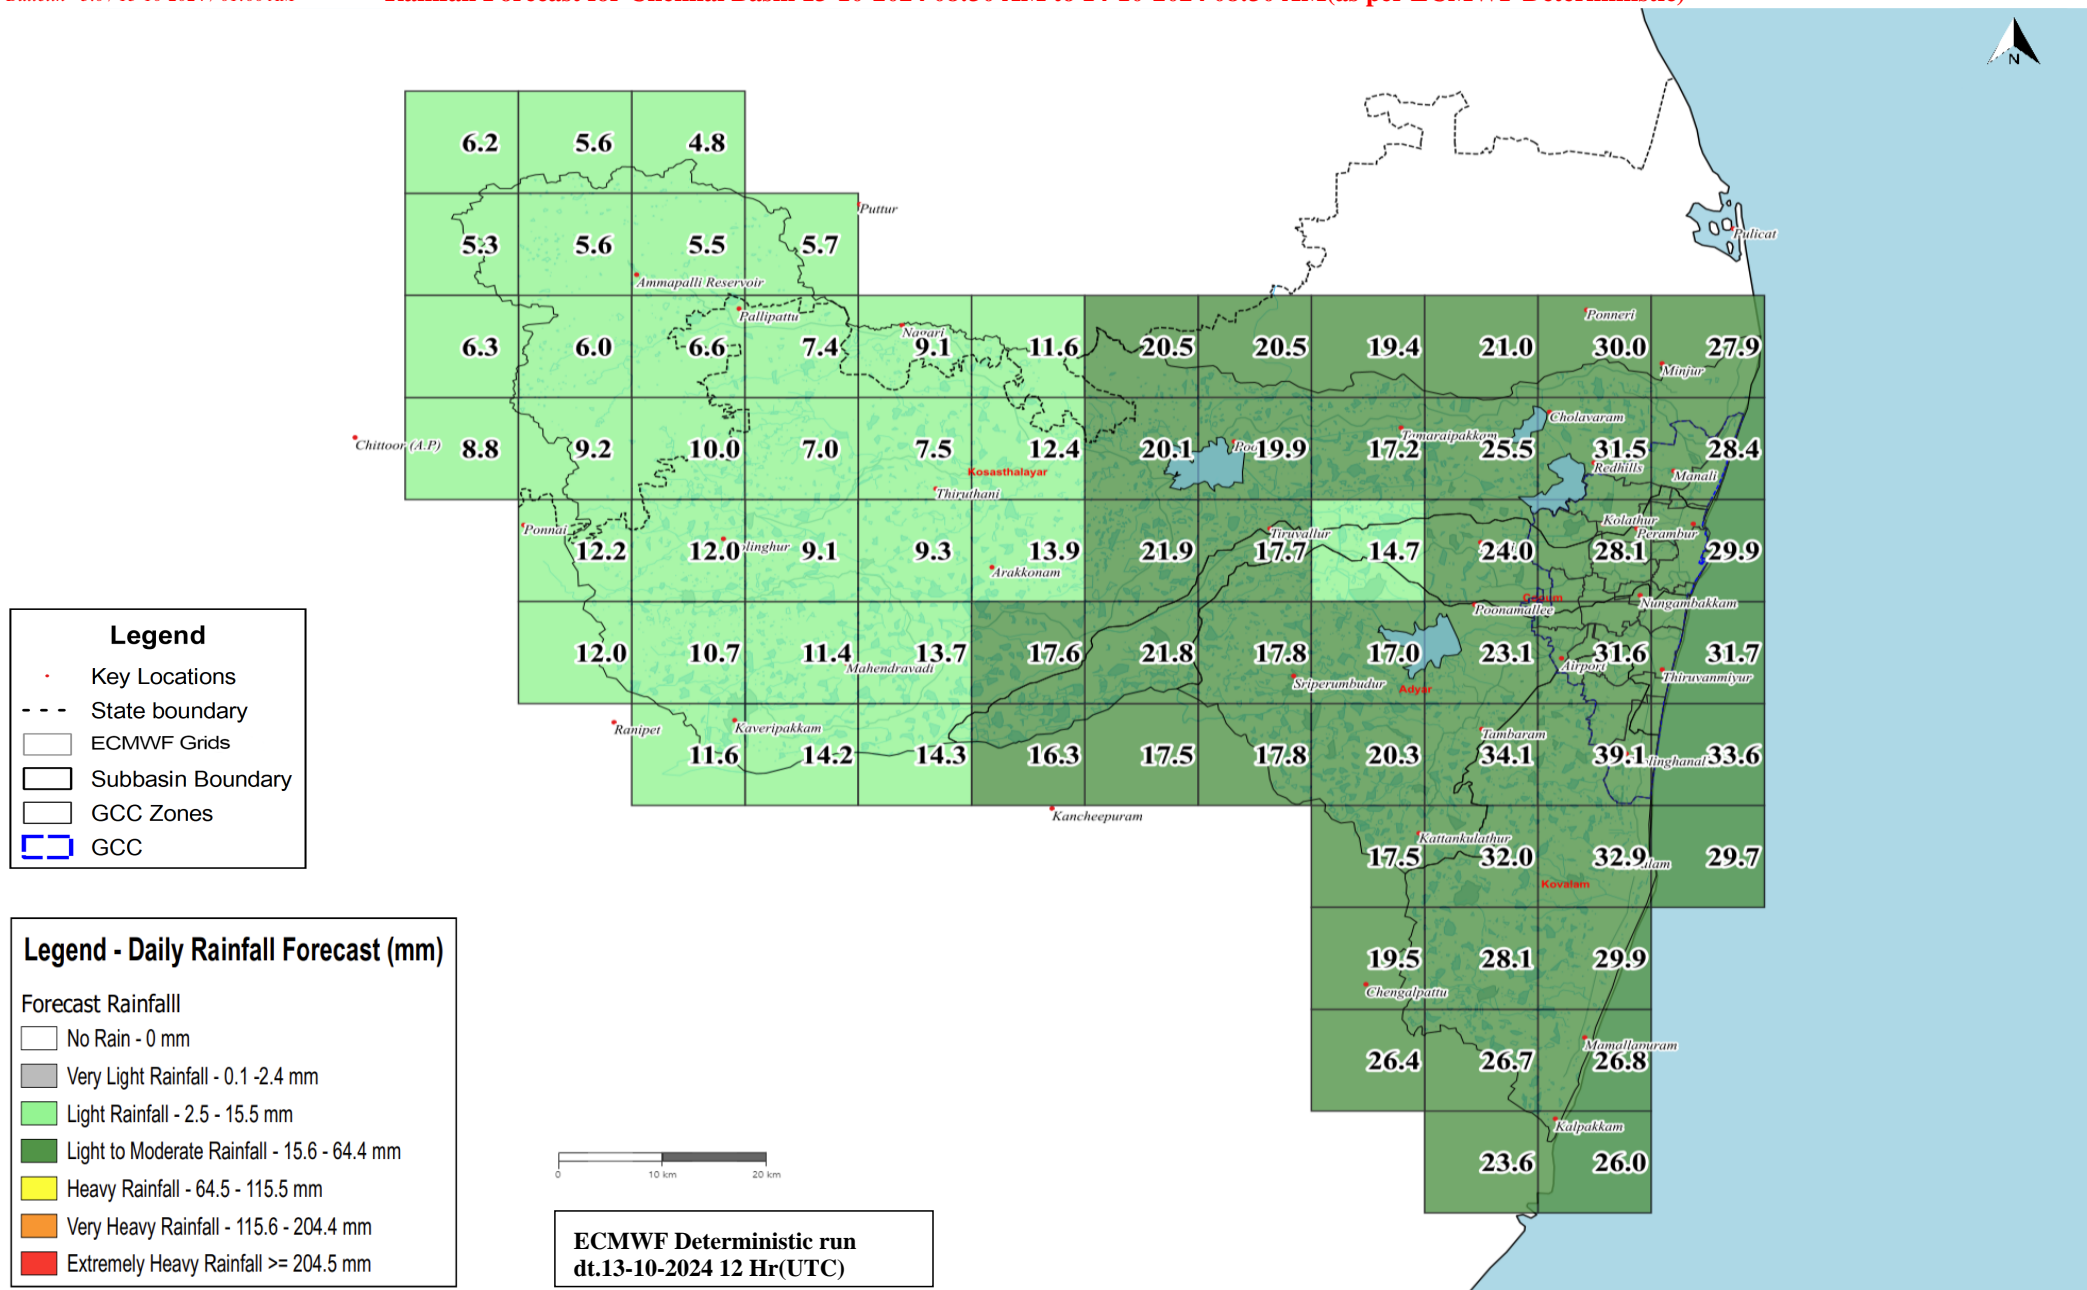 N
6.2 5.6 4.8
Puttur
Pulicat
5.3 5.6 5.5 5.7
Ammapalli Reservoir
Pallipattu
Ponneri
Nagari
6.3 6.0 6.6 7.4 9.1 11.6 20.5 20.5 19.4 21.0 30.0 27.9
Minjur
Cholavaram
Tomaraipakkam
Chittoor (A.P)
8.8 9.2 10.0 7.0 7.5 12.4 20.1 19.9 17.2 25.5 31.5 28.4
Kosasthalayar
Redhills
Manali
Thiruthani
Kolathur
Ponnai
Tiruvallur
Perambur
12.2 12.0 9.1 9.3 13.9 21.9 17.7 14.7 24.0 28.1 29.9
Arakkonam
Poonamallee
Nungambakkam
12.0 10.7 11.4 13.7 17.6 21.8 17.8 17.0 23.1 31.6 31.7
Mahendravadi
Airport
Thiruvanmiyur
Sriperumbudur
Adyar
Ranipet
Kaveripakkam
Tambaram
11.6 14.2 14.3 16.3 17.5 17.8 20.3 34.1 39.1 33.6
Kancheepuram
Kattankulathur
17.5 32.0 32.9 29.7
Kovalam
19.5 28.1 29.9
Chengalpattu
Mamallapuram
26.4 26.7 26.8
Kalpakkam
23.6 26.0
Legend
Key Locations
State boundary
ECMWF Grids
Subbasin Boundary
GCC Zones
GCC
Legend - Daily Rainfall Forecast (mm)
Forecast Rainfalll
No Rain - 0 mm
Very Light Rainfall - 0.1 -2.4 mm
Light Rainfall - 2.5 - 15.5 mm
Light to Moderate Rainfall - 15.6 - 64.4 mm
Heavy Rainfall - 64.5 - 115.5 mm
Very Heavy Rainfall - 115.6 - 204.4 mm
Extremely Heavy Rainfall >= 204.5 mm
0 10 km 20 km
ECMWF Deterministic run
dt.13-10-2024 12 Hr(UTC)